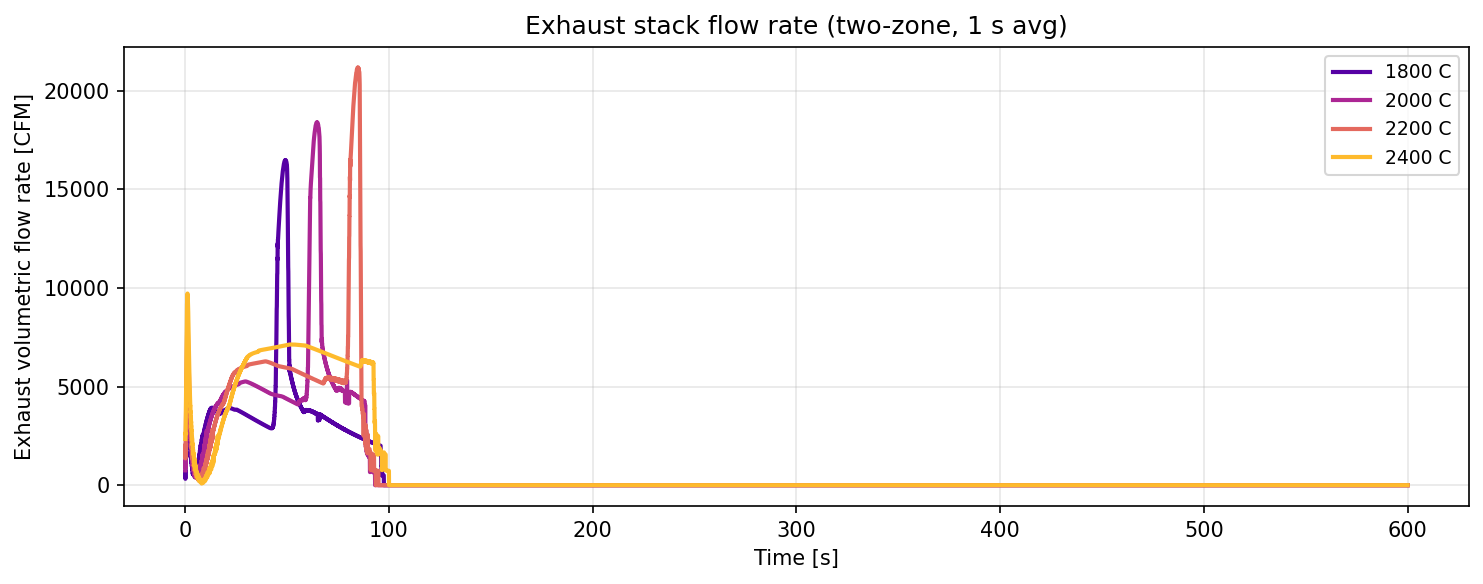 Exhaust stack flow rate (two-zone, 1 s avg)
Exhaust volumetric flow rate [CFM]
20000
15000
10000
5000
0
1800 C
2000 C
2200 C
2400 C
0 100 200 300 400 500 600
Time [s]